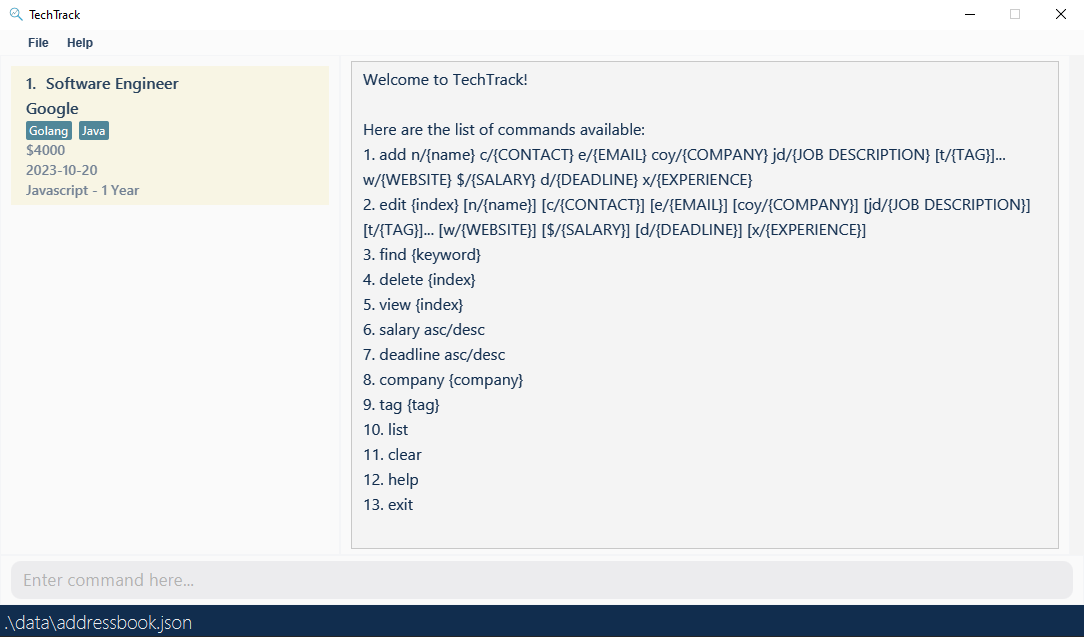 TechTrack
File Help
1. Software Engineer
Google
Golang Java
$4000
2023-10-20
Javascript - 1 Year
Welcome to TechTrack!
Here are the list of commands available:
1. add n/{name} c/{CONTACT} e/{EMAIL} coy/{COMPANY} jd/{JOB DESCRIPTION} [t/{TAG}]...
w/{WEBSITE} $/{SALARY} d/{DEADLINE} x/{EXPERIENCE}
2. edit {index} [n/{name}] [c/{CONTACT}] [e/{EMAIL}] [coy/{COMPANY}] [jd/{JOB DESCRIPTION}]
[t/{TAG}]... [w/{WEBSITE}] [$/{SALARY}] [d/{DEADLINE}] [x/{EXPERIENCE}]
3. find {keyword}
4. delete {index}
5. view {index}
6. salary asc/desc
7. deadline asc/desc
8. company {company}
9. tag {tag}
10. list
11. clear
12. help
13. exit
Enter command here...
.\data\addressbook.json